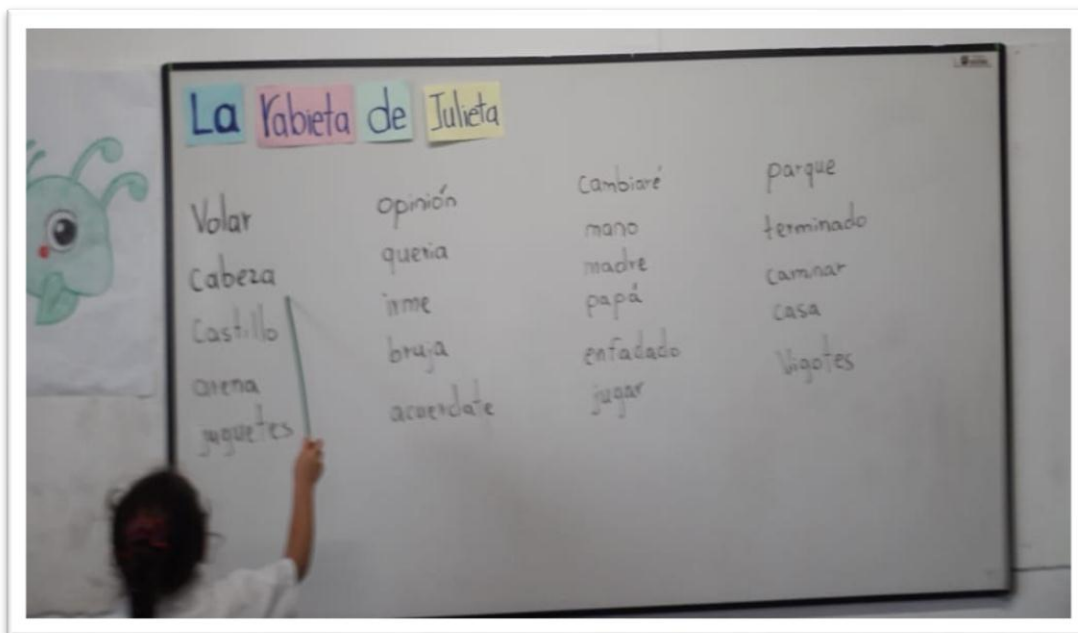 La rabieta de Julieta
Volar
Cabeza
Castillo
arena
juguetes
opinión
queria
irme
bruja
acuerdate
cambiaré
mano
madre
papá
enfadado
jugar
parque
terminado
caminar
casa
Vigotes